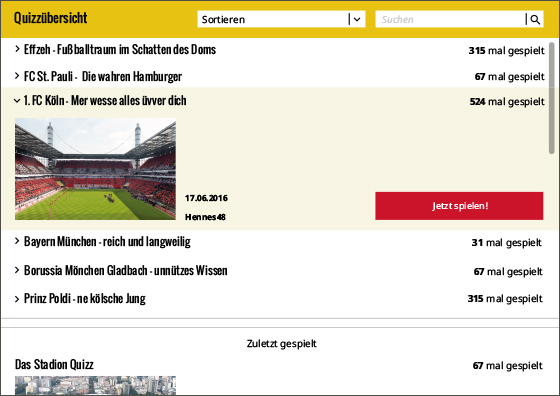 Quizzübersicht
Sortieren
Suchen
Effzeh - Fußballtraum im Schatten des Doms
315 mal gespielt
FC St. Pauli - Die wahren Hamburger
67 mal gespielt
1. FC Köln - Mer wesse alles üvver dich
524 mal gespielt
17.06.2016
Hennes48
Jetzt spielen!
Bayern München - reich und langweilig
31 mal gespielt
Borussia Mönchen Gladbach - unnützes Wissen
67 mal gespielt
Prinz Poldi - ne kölsche Jung
315 mal gespielt
Zuletzt gespielt
Das Stadion Quizz
67 mal gespielt